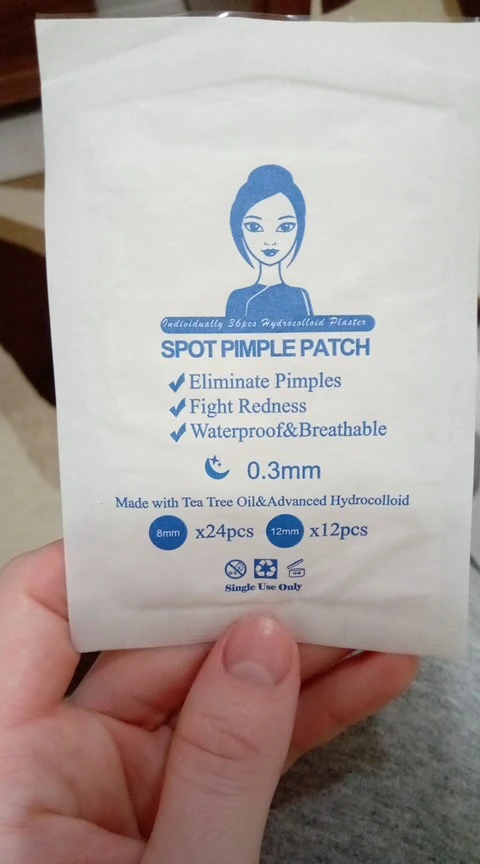 Individually 36pcs Hydrocolloid Plaster
SPOT PIMPLE PATCH
Eliminate Pimples
Fight Redness
Waterproof&Breathable
0.3mm
Made with Tea Tree Oil&Advanced Hydrocolloid
8mm x24pcs 12mm x12pcs
Single Use Only